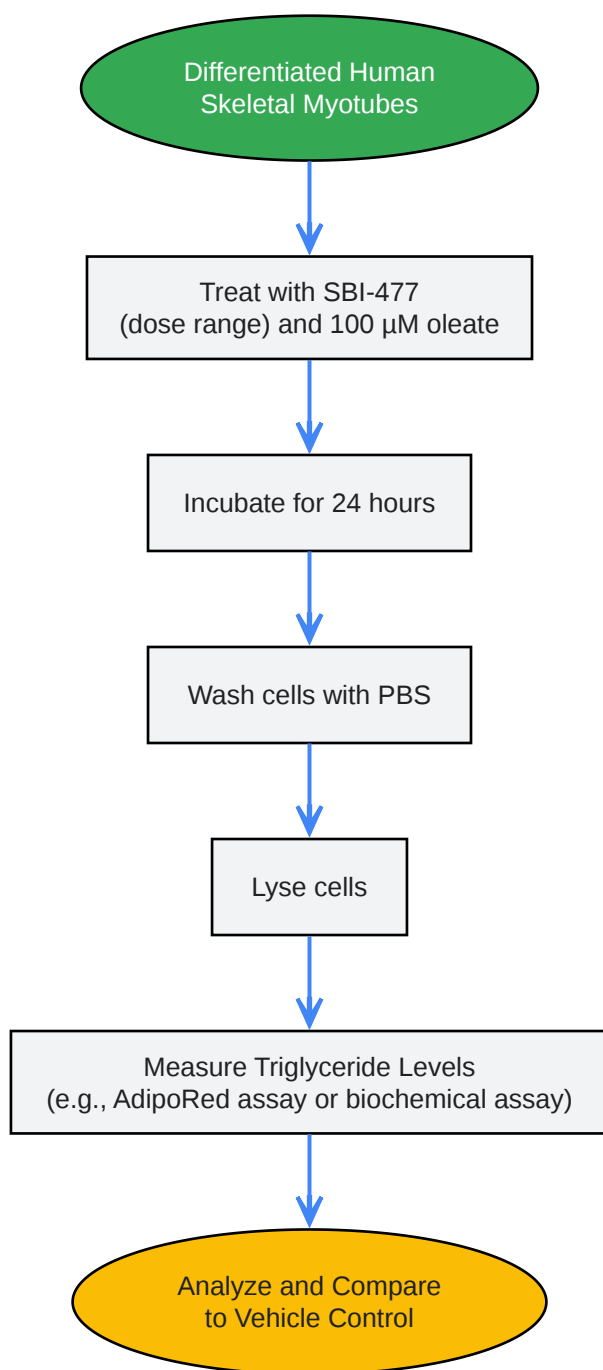 Differentiated Human
Skeletal Myotubes
Treat with SBI-477
(dose range) and 100 µM oleate
Incubate for 24 hours
Wash cells with PBS
Lyse cells
Measure Triglyceride Levels
(e.g., AdipoRed assay or biochemical assay)
Analyze and Compare
to Vehicle Control